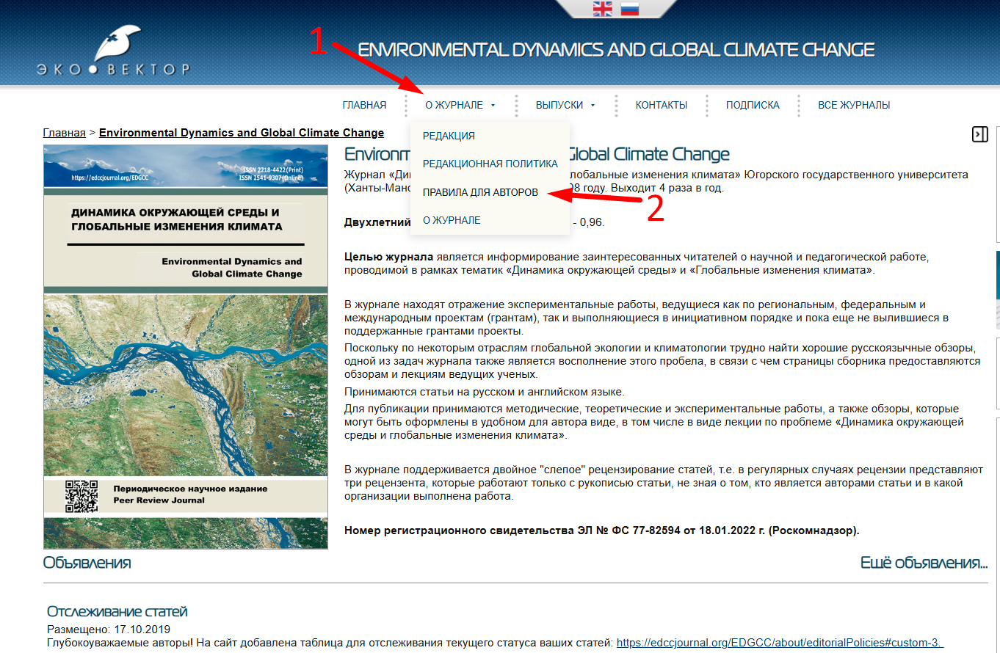 ЭКО ВЕКТОР
1
ENVIRONMENTAL DYNAMICS AND GLOBAL CLIMATE CHANGE
ГЛАВНАЯ
О ЖУРНАЛЕ
ВЫПУСКИ
КОНТАКТЫ
ПОДПИСКА
ВСЕ ЖУРНАЛЫ
РЕДАКЦИЯ
РЕДАКЦИОННАЯ ПОЛИТИКА
ПРАВИЛА ДЛЯ АВТОРОВ
О ЖУРНАЛЕ
2
Главная > Environmental Dynamics and Global Climate Change
https://edccjournal.org/EDGCC
ISSN 2218-4422(Print)
ISSN 2541-9307(Online)
ДИНАМИКА ОКРУЖАЮЩЕЙ СРЕДЫ И
ГЛОБАЛЬНЫЕ ИЗМЕНЕНИЯ КЛИМАТА
Environmental Dynamics and
Global Climate Change
Периодическое научное издание
Peer Review Journal
Global Climate Change
Журнал «Ди лобальные изменения климата» Югорского государственного университета
(Ханты-Манс 08 году. Выходит 4 раза в год.
Двухлетний - 0,96.
Целью журнала является информирование заинтересованных читателей о научной и педагогической работе,
проводимой в рамках тематик «Динамика окружающей среды» и «Глобальные изменения климата».
В журнале находят отражение экспериментальные работы, ведущиеся как по региональным, федеральным и
международным проектам (грантам), так и выполняющиеся в инициативном порядке и пока еще не вылившиеся в
поддержанные грантами проекты.
Поскольку по некоторым отраслям глобальной экологии и климатологии трудно найти хорошие русскоязычные обзоры,
одной из задач журнала также является восполнение этого пробела, в связи с чем страницы сборника предоставляются
обзорам и лекциям ведущих ученых.
Принимаются статьи на русском и английском языке.
Для публикации принимаются методические, теоретические и экспериментальные работы, а также обзоры, которые
могут быть оформлены в удобном для автора виде, в том числе в виде лекции по проблеме «Динамика окружающей
среды и глобальные изменения климата».
В журнале поддерживается двойное "слепое" рецензирование статей, т.е. в регулярных случаях рецензии представляют
три рецензента, которые работают только с рукописью статьи, не зная о том, кто является авторами статьи и в какой
организации выполнена работа.
Номер регистрационного свидетельства ЭЛ № ФС 77-82594 от 18.01.2022 г. (Роскомнадзор).
Объявления
Ещё объявления...
Отслеживание статей
Размещено: 17.10.2019
Глубокоуважаемые авторы! На сайт добавлена таблица для отслеживания текущего статуса ваших статей: https://edccjournal.org/EDGCC/about/editorialPolicies#custom-3.